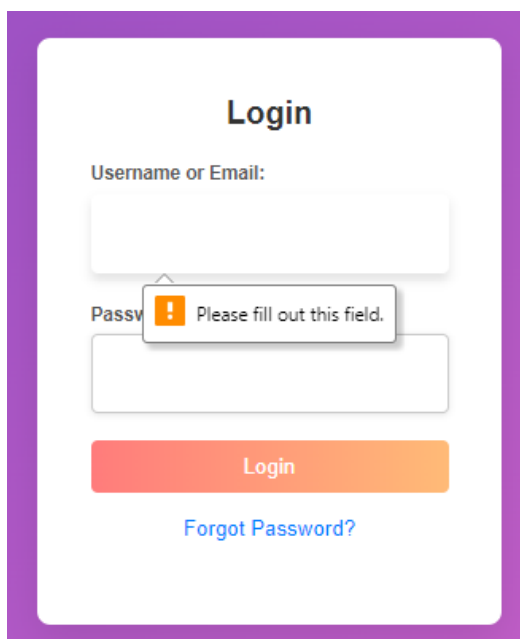 Login
Username or Email:
Please fill out this field.
Login
Forgot Password?